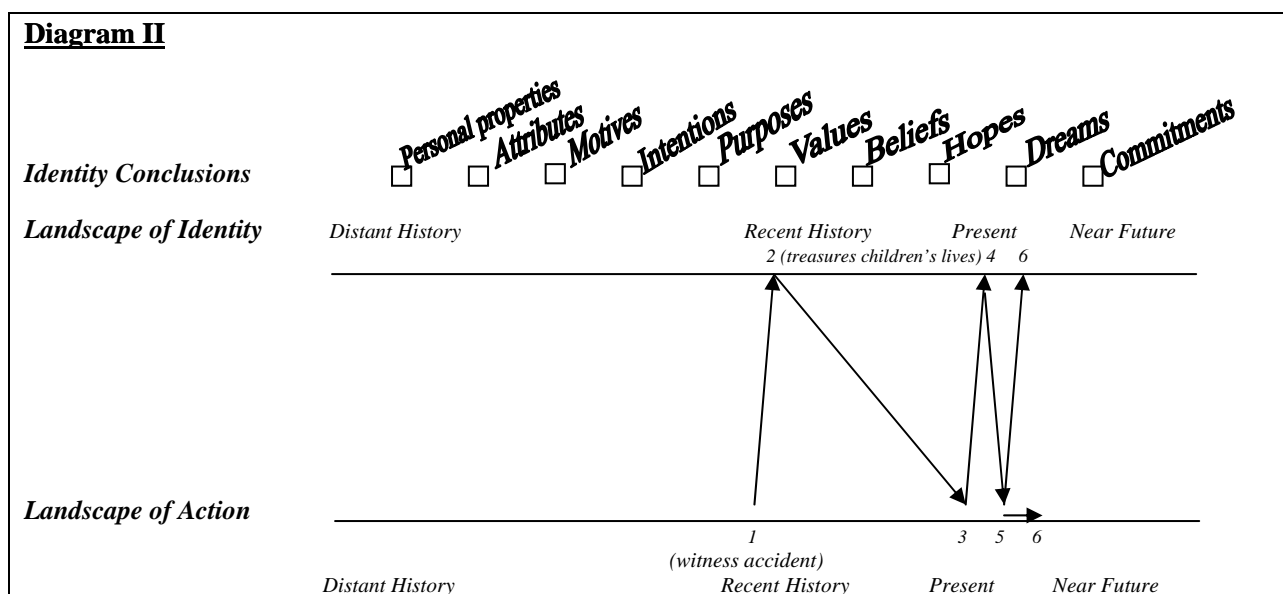 Diagram II
Personal properties Attributes Motives Intentions Purposes Values Beliefs Hopes Dreams Commitments
Identity Conclusions
Landscape of Identity Distant History Recent History Present Near Future
2 (treasures children's lives) 4 6
Landscape of Action
1 3 5 6
(witness accident)
Distant History Recent History Present Near Future